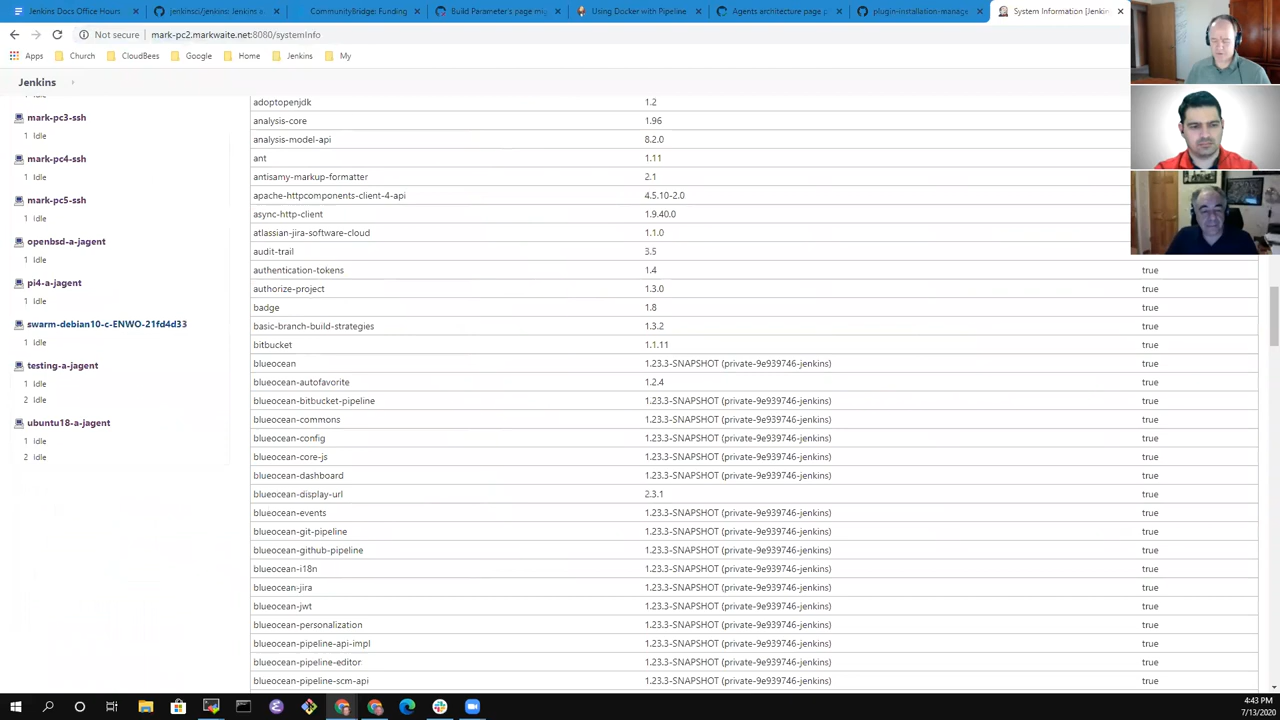 Jenkins Docs Office Hours
jenkinsci/jenkins: Jenkins x
CommunityBridge: Funding
Build Parameter's page mig
Using Docker with Pipeline
Agents architecture page p
plugin-installation-manage
System Information [Jenkin
Not secure
mark-pc2.markwaite.net:8080/systemInfo
Apps Church CloudBees Google Home Jenkins My
Jenkins
mark-pc3-ssh
1 Idle
mark-pc4-ssh
1 Idle
mark-pc5-ssh
1 Idle
openbsd-a-jagent
1 Idle
pi4-a-jagent
1 Idle
swarm-debian10-c-ENWO-21fd4d33
1 Idle
testing-a-jagent
1 Idle
2 Idle
ubuntu18-a-jagent
1 Idle
2 Idle
adoptopenjdk 1.2
analysis-core 1.96
analysis-model-api 8.2.0
ant 1.11
antisamy-markup-formatter 2.1
apache-httpcomponents-client-4-api 4.5.10-2.0
async-http-client 1.9.40.0
atlassian-jira-software-cloud 1.1.0
audit-trail 3.5
authentication-tokens 1.4 true
authorize-project 1.3.0 true
badge 1.8 true
basic-branch-build-strategies 1.3.2 true
bitbucket 1.1.11 true
blueocean 1.23.3-SNAPSHOT (private-9e939746-jenkins) true
blueocean-autofavorite 1.2.4 true
blueocean-bitbucket-pipeline 1.23.3-SNAPSHOT (private-9e939746-jenkins) true
blueocean-commons 1.23.3-SNAPSHOT (private-9e939746-jenkins) true
blueocean-config 1.23.3-SNAPSHOT (private-9e939746-jenkins) true
blueocean-core-js 1.23.3-SNAPSHOT (private-9e939746-jenkins) true
blueocean-dashboard 1.23.3-SNAPSHOT (private-9e939746-jenkins) true
blueocean-display-url 2.3.1 true
blueocean-events 1.23.3-SNAPSHOT (private-9e939746-jenkins) true
blueocean-git-pipeline 1.23.3-SNAPSHOT (private-9e939746-jenkins) true
blueocean-github-pipeline 1.23.3-SNAPSHOT (private-9e939746-jenkins) true
blueocean-i18n 1.23.3-SNAPSHOT (private-9e939746-jenkins) true
blueocean-jira 1.23.3-SNAPSHOT (private-9e939746-jenkins) true
blueocean-jwt 1.23.3-SNAPSHOT (private-9e939746-jenkins) true
blueocean-personalization 1.23.3-SNAPSHOT (private-9e939746-jenkins) true
blueocean-pipeline-api-impl 1.23.3-SNAPSHOT (private-9e939746-jenkins) true
blueocean-pipeline-editor 1.23.3-SNAPSHOT (private-9e939746-jenkins) true
blueocean-pipeline-scm-api 1.23.3-SNAPSHOT (private-9e939746-jenkins) true
4:43 PM
7/13/2020